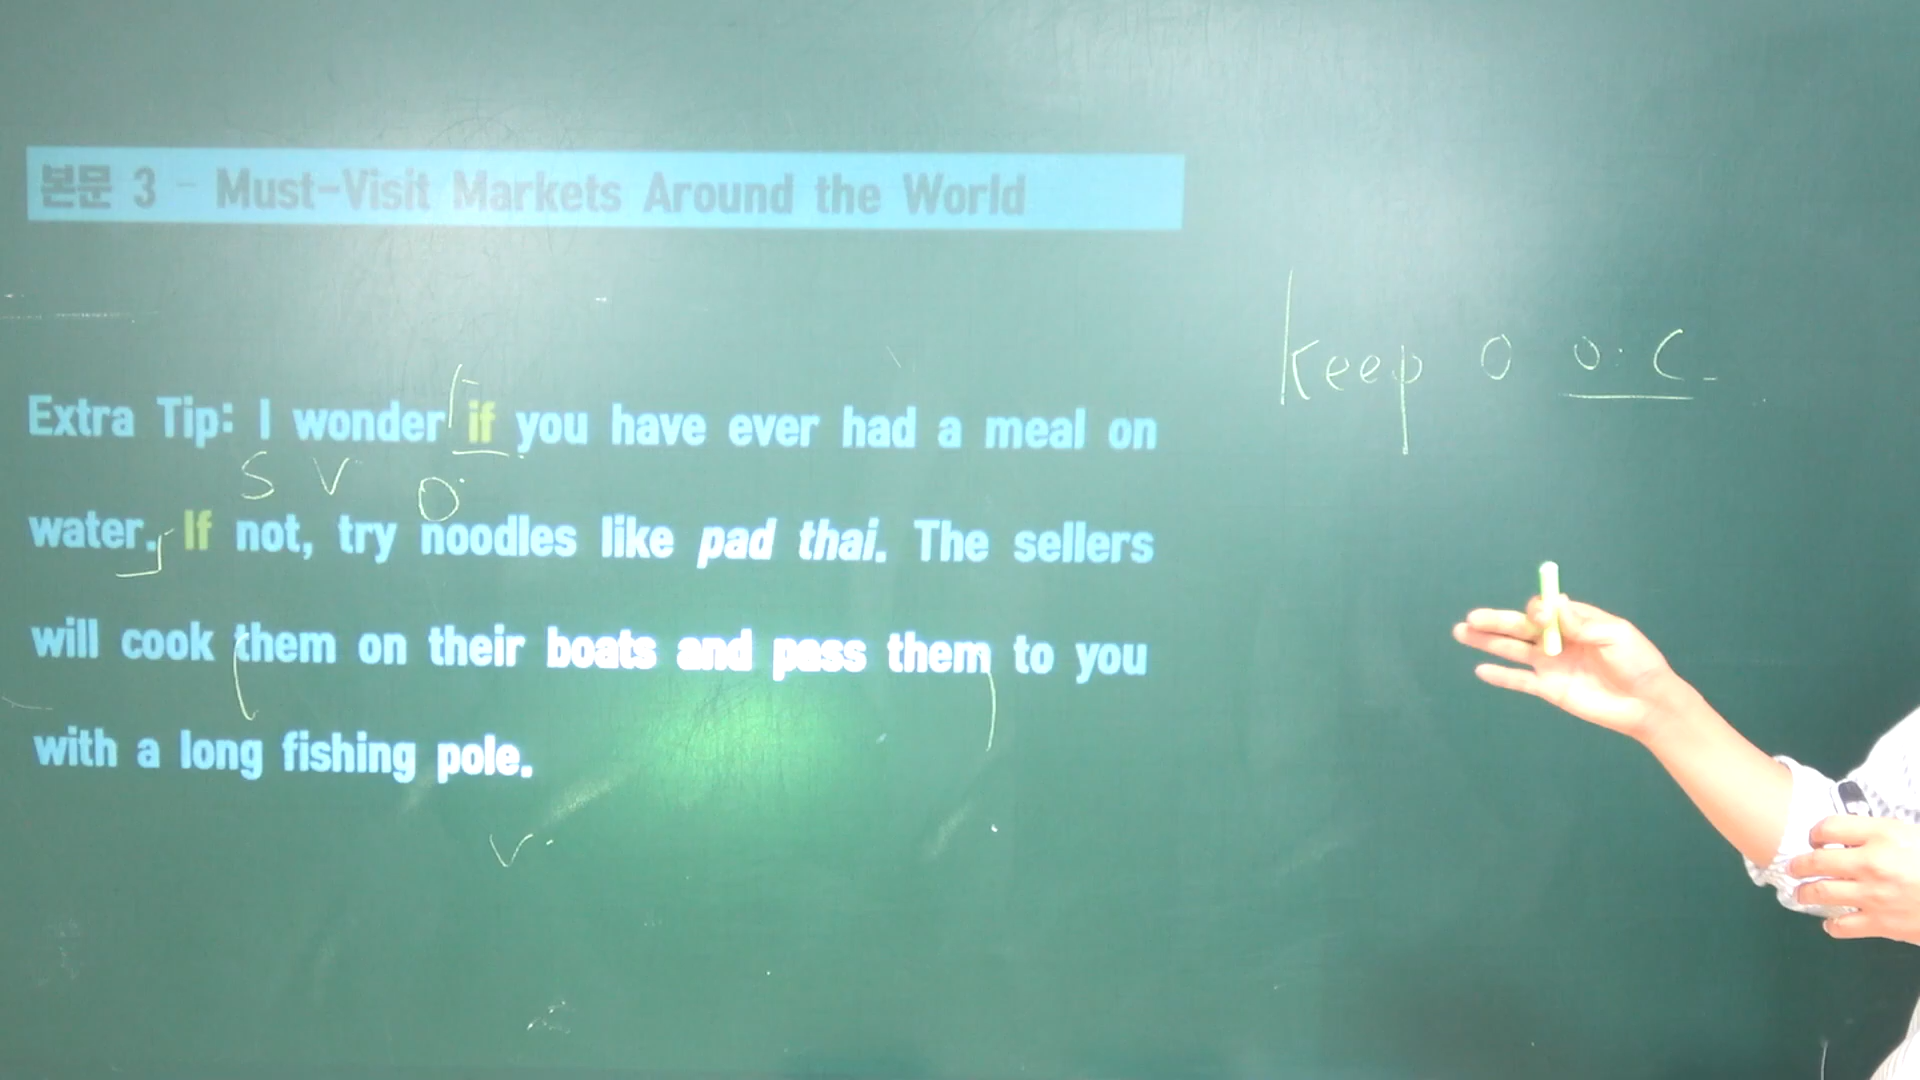 본문 3 - Must-Visit Markets Around the World
keep O O·C.
Extra Tip: I wonder if you have ever had a meal on
S V O
water. If not, try noodles like pad thai. The sellers
will cook them on their boats and pass them to you
with a long fishing pole.
V